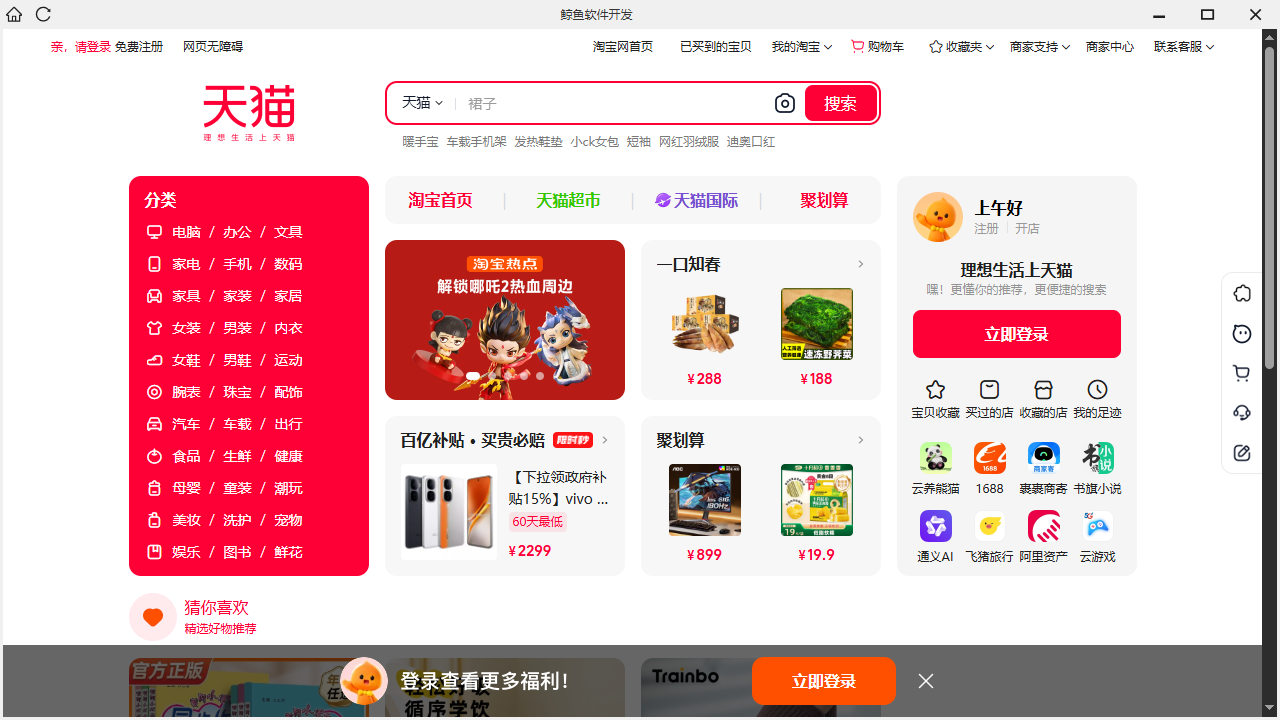 鲸鱼软件开发
亲，请登录 免费注册 网页无障碍
淘宝网首页 已买到的宝贝 我的淘宝 购物车 收藏夹 商家支持 商家中心 联系客服
天猫
理想生活上天猫
天猫 裙子 搜索
暖手宝 车载手机架 发热鞋垫 小ck女包 短袖 网红羽绒服 迪奥口红
分类
电脑 / 办公 / 文具
家电 / 手机 / 数码
家具 / 家装 / 家居
女装 / 男装 / 内衣
女鞋 / 男鞋 / 运动
腕表 / 珠宝 / 配饰
汽车 / 车载 / 出行
食品 / 生鲜 / 健康
母婴 / 童装 / 潮玩
美妆 / 洗护 / 宠物
娱乐 / 图书 / 鲜花
淘宝首页 天猫超市 天猫国际 聚划算
淘宝热点
解锁哪吒2热血周边
一口知春
人工筛选
速冻野荠菜
¥288 ¥188
百亿补贴 • 买贵必赔 限时秒
【下拉领政府补
贴15%】vivo ...
60天最低
¥2299
聚划算
AOC
180Hz
¥899 ¥19.9
上午好
注册 开店
理想生活上天猫
嘿！更懂你的推荐，更便捷的搜索
立即登录
宝贝收藏 买过的店 收藏的店 我的足迹
1688
商家客
书旗小说
云养熊猫 1688 裹裹商寄 书旗小说
通义AI 飞猪旅行 阿里资产 云游戏
猜你喜欢
精选好物推荐
官方正版
循序学饮
Trainbo
登录查看更多福利！ 立即登录